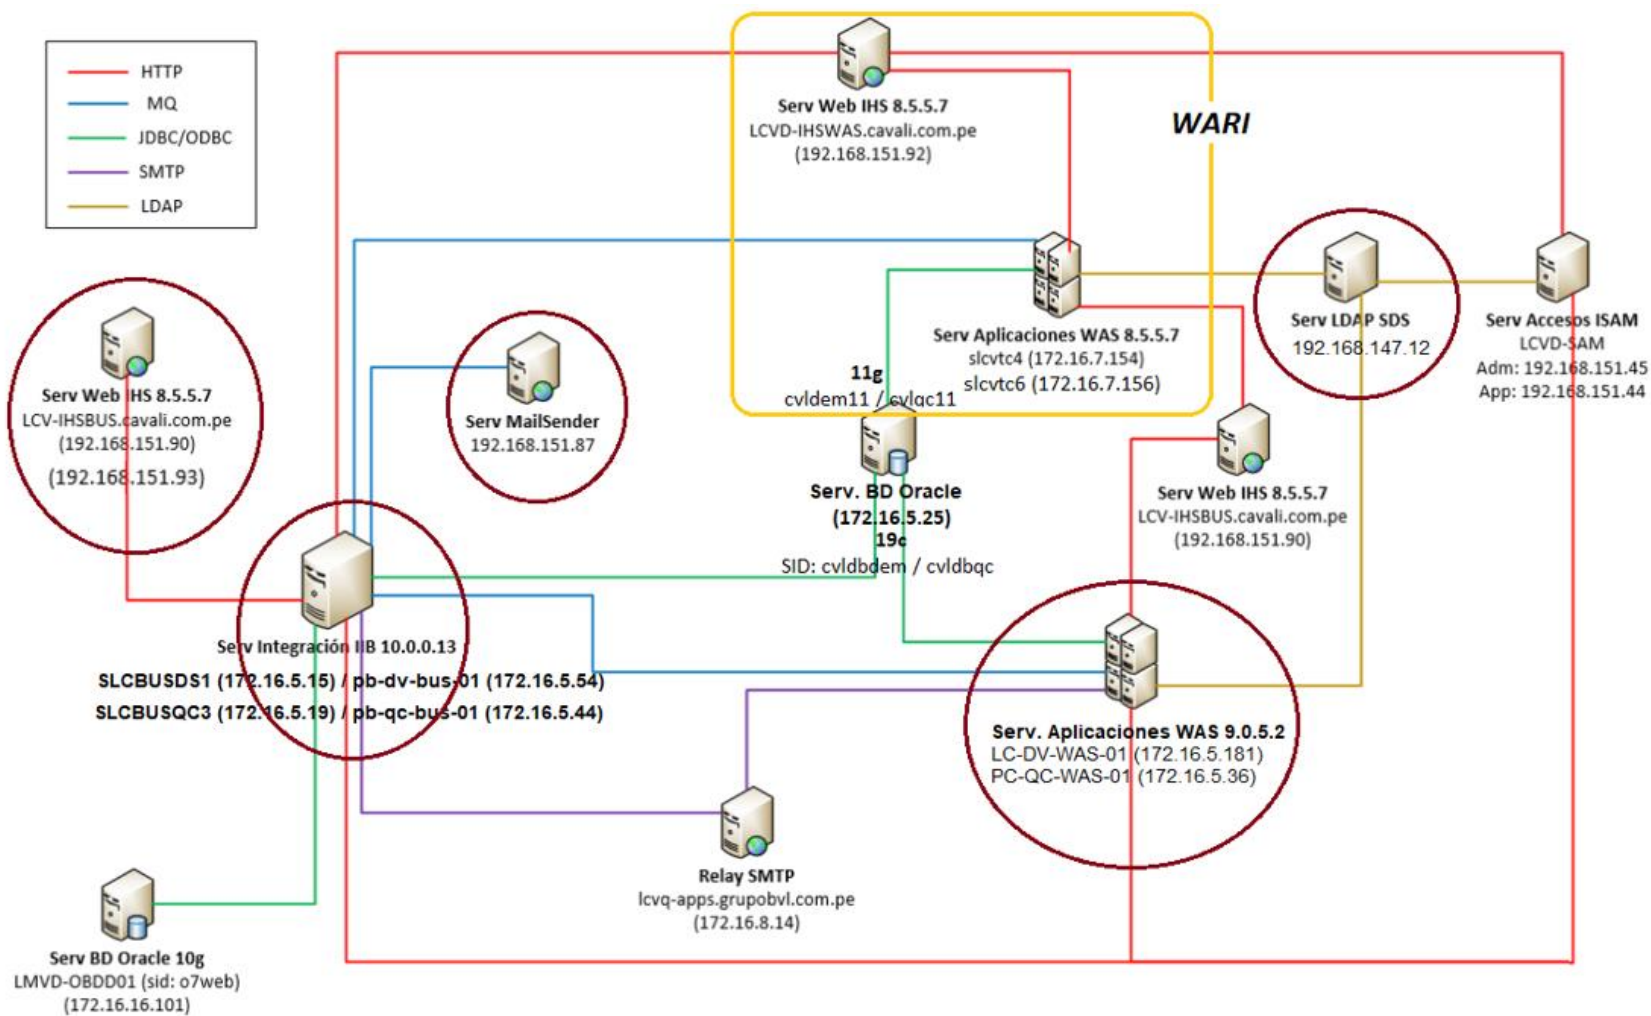 HTTP
MQ
JDBC/ODBC
SMTP
LDAP
WARI
Serv Web IHS 8.5.5.7
LCVD-IHSWAS.cavali.com.pe
(192.168.151.92)
Serv Aplicaciones WAS 8.5.5.7
slcvtc4 (172.16.7.154)
slcvtc6 (172.16.7.156)
Serv LDAP SDS
192.168.147.12
Serv Accesos ISAM
LCVD-SAM
Adm: 192.168.151.45
App: 192.168.151.44
Serv Web IHS 8.5.5.7
LCV-IHSBUS.cavali.com.pe
(192.168.151.90)
(192.168.151.93)
Serv MailSender
192.168.151.87
11g
cvldem11 / cvlqc11
Serv. BD Oracle
(172.16.5.25)
19c
SID: cvldbdem / cvldbqc
Serv Web IHS 8.5.5.7
LCV-IHSBUS.cavali.com.pe
(192.168.151.90)
Serv Integración IIB 10.0.0.13
SLCBUSDS1 (172.16.5.15) / pb-dv-bus-01 (172.16.5.54)
SLCBUSQC3 (172.16.5.19) / pb-qc-bus-01 (172.16.5.44)
Serv. Aplicaciones WAS 9.0.5.2
LC-DV-WAS-01 (172.16.5.181)
PC-QC-WAS-01 (172.16.5.36)
Relay SMTP
lcvq-apps.grupobvl.com.pe
(172.16.8.14)
Serv BD Oracle 10g
LMVD-OBDD01 (sid: o7web)
(172.16.16.101)